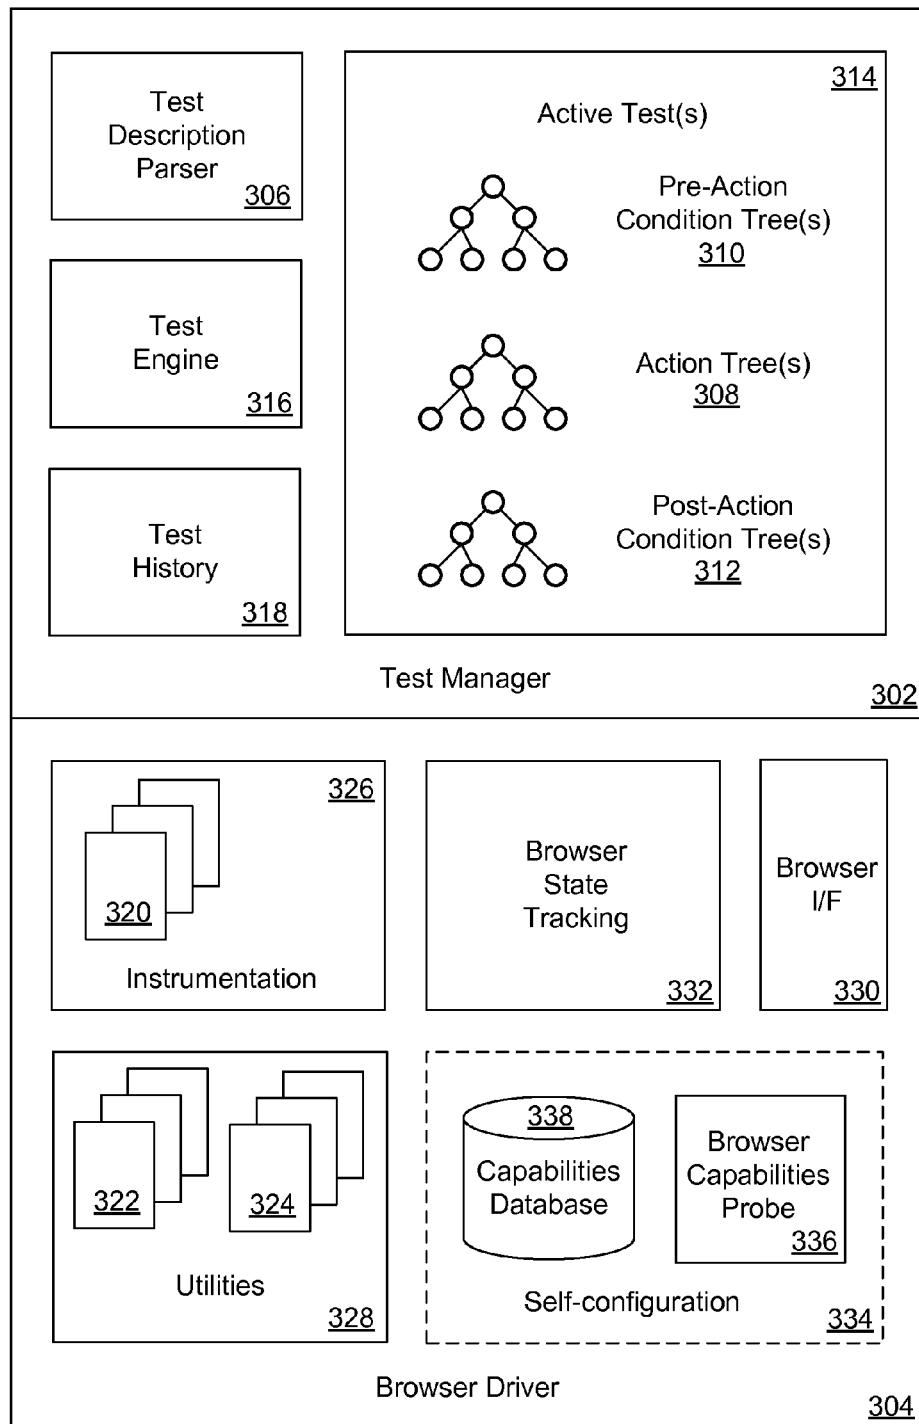 Test
Description
Parser
306
Test
Engine
316
Test
History
318
314
Active Test(s)
Pre-Action
Condition Tree(s)
310
Action Tree(s)
308
Post-Action
Condition Tree(s)
312
Test Manager
302
326
320
Instrumentation
Browser
State
Tracking
332
Browser
I/F
330
322
324
Utilities
328
338
Capabilities
Database
Browser
Capabilities
Probe
336
Self-configuration
334
Browser Driver
304